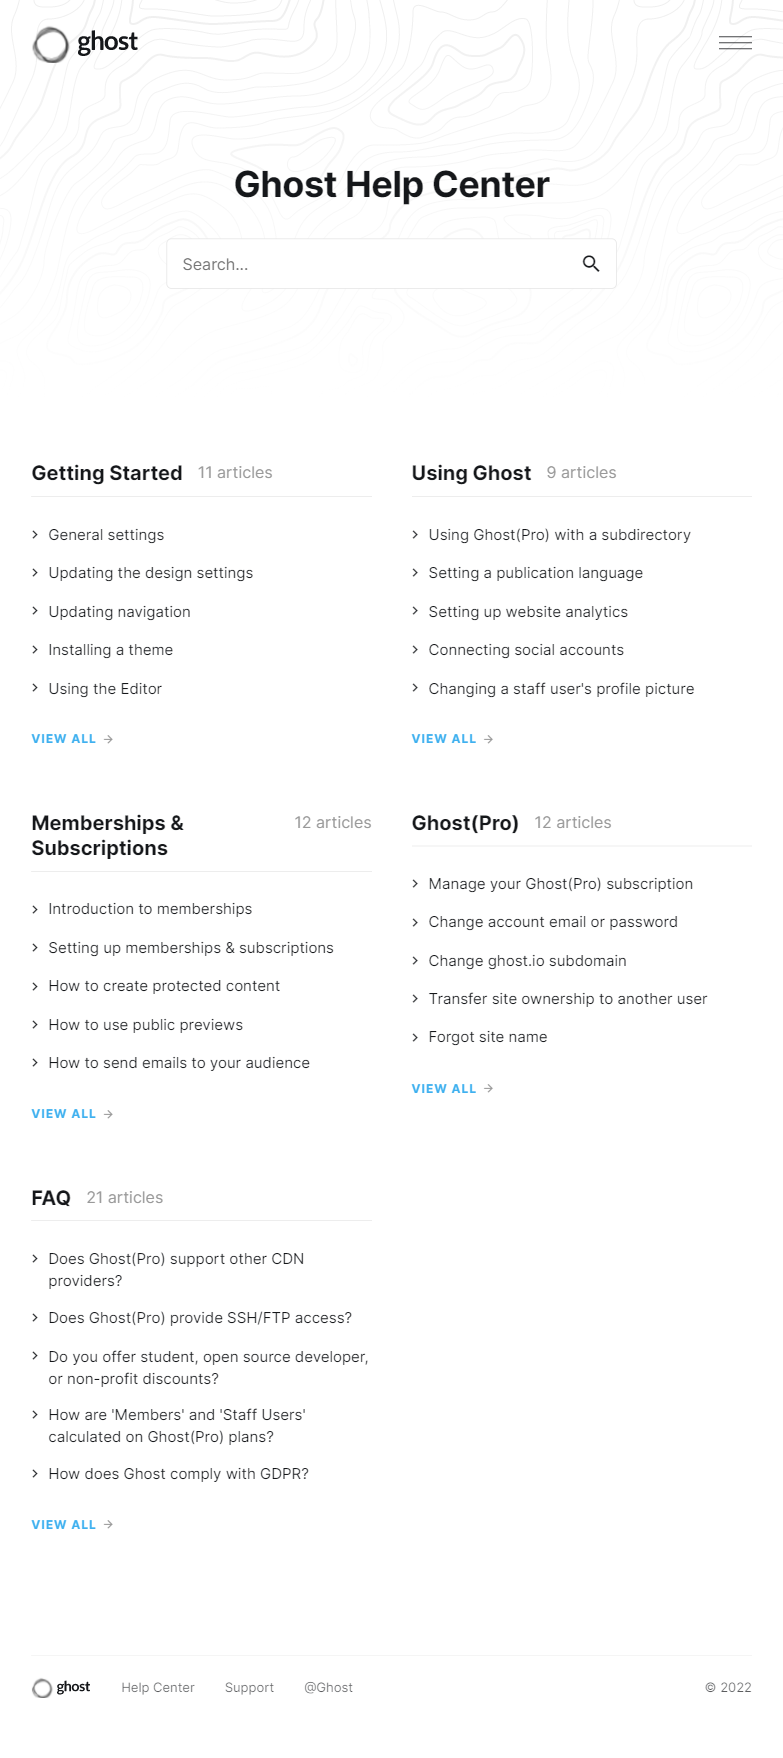 ghost
Ghost Help Center
Search...
Getting Started 11 articles
General settings
Updating the design settings
Updating navigation
Installing a theme
Using the Editor
VIEW ALL →
Using Ghost 9 articles
Using Ghost(Pro) with a subdirectory
Setting a publication language
Setting up website analytics
Connecting social accounts
Changing a staff user's profile picture
VIEW ALL →
Memberships & 12 articles
Subscriptions
Introduction to memberships
Setting up memberships & subscriptions
How to create protected content
How to use public previews
How to send emails to your audience
VIEW ALL →
Ghost(Pro) 12 articles
Manage your Ghost(Pro) subscription
Change account email or password
Change ghost.io subdomain
Transfer site ownership to another user
Forgot site name
VIEW ALL →
FAQ 21 articles
Does Ghost(Pro) support other CDN
providers?
Does Ghost(Pro) provide SSH/FTP access?
Do you offer student, open source developer,
or non-profit discounts?
How are 'Members' and 'Staff Users'
calculated on Ghost(Pro) plans?
How does Ghost comply with GDPR?
VIEW ALL →
ghost Help Center Support @Ghost © 2022